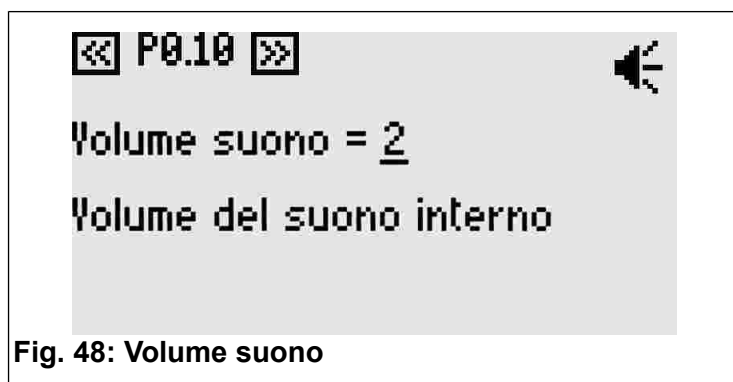 « P0.10 »
Volume suono = 2
Volume del suono interno
Fig. 48: Volume suono